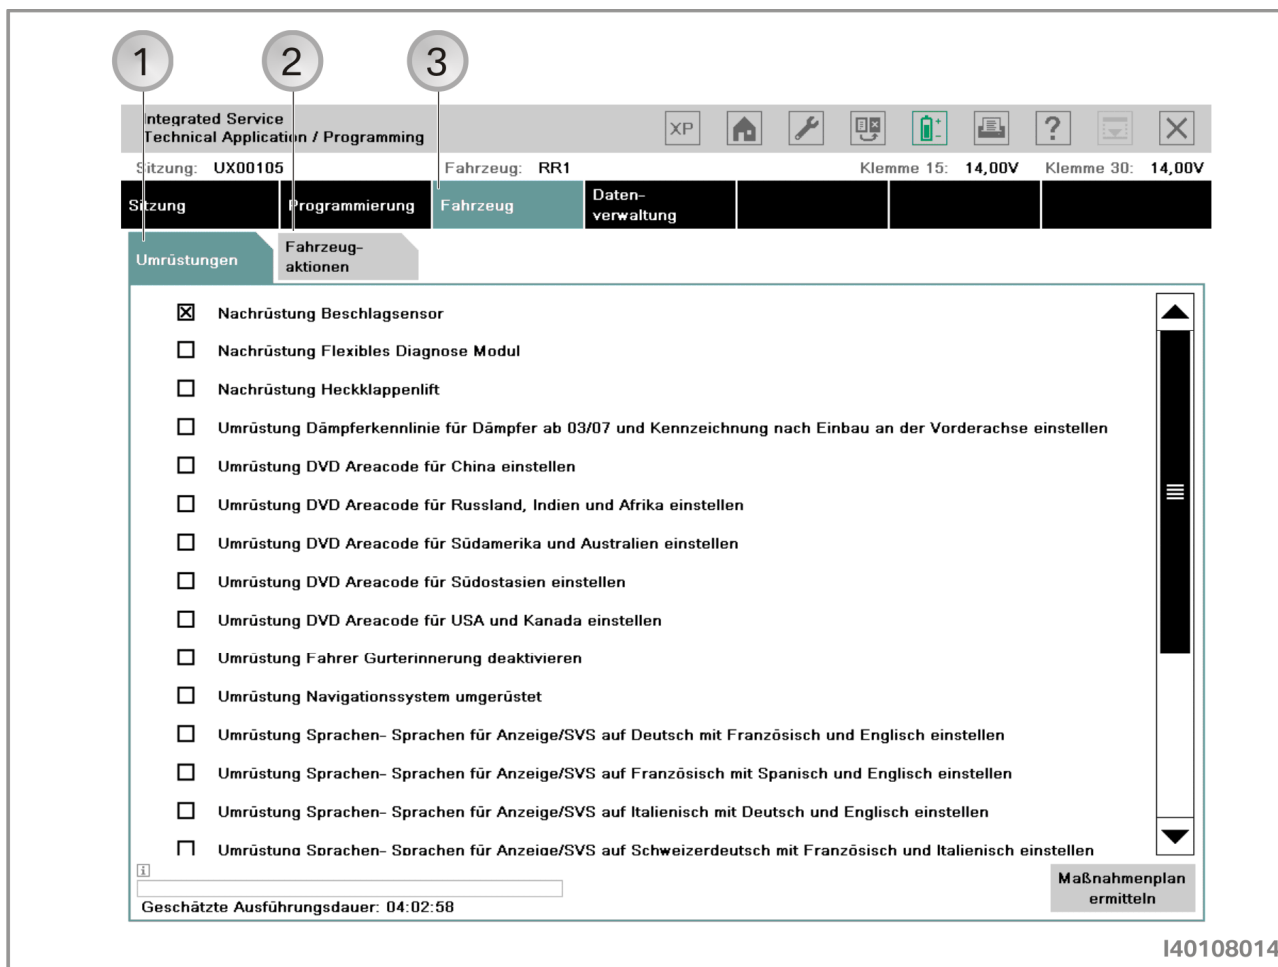 1 2 3
Integrated Service
Technical Application / Programming
XP
?
Sitzung: UX00105 Fahrzeug: RR1 Klemme 15: 14,00V Klemme 30: 14,00V
Sitzung Programmierung Fahrzeug Daten-
verwaltung
Umrüstungen Fahrzeug-
aktionen
Nachrüstung Beschlagsensor
Nachrüstung Flexibles Diagnose Modul
Nachrüstung Heckklappenlift
Umrüstung Dämpferkennlinie für Dämpfer ab 03/07 und Kennzeichnung nach Einbau an der Vorderachse einstellen
Umrüstung DVD Areacode für China einstellen
Umrüstung DVD Areacode für Russland, Indien und Afrika einstellen
Umrüstung DVD Areacode für Südamerika und Australien einstellen
Umrüstung DVD Areacode für Südostasien einstellen
Umrüstung DVD Areacode für USA und Kanada einstellen
Umrüstung Fahrer Gurterinnerung deaktivieren
Umrüstung Navigationssystem umgerüstet
Umrüstung Sprachen- Sprachen für Anzeige/SVS auf Deutsch mit Französisch und Englisch einstellen
Umrüstung Sprachen- Sprachen für Anzeige/SVS auf Französisch mit Spanisch und Englisch einstellen
Umrüstung Sprachen- Sprachen für Anzeige/SVS auf Italienisch mit Deutsch und Englisch einstellen
Umrüstung Sprachen- Sprachen für Anzeige/SVS auf Schweizerdeutsch mit Französisch und Italienisch einstellen
i
Geschätzte Ausführungsdauer: 04:02:58
Maßnahmenplan
ermitteln
I40108014